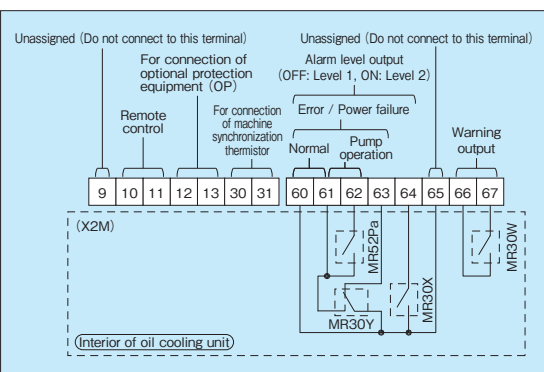 Unassigned (Do not connect to this terminal)
Unassigned (Do not connect to this terminal)
For connection of
optional protection
equipment (OP)
Alarm level output
(OFF: Level 1, ON: Level 2)
Remote
control
For connection
of machine
synchronization
thermistor
Error / Power failure
Normal
Pump
operation
Warning
output
9 10 11 12 13 30 31 60 61 62 63 64 65 66 67
(X2M)
MR52Pa
MR30W
MR30X
MR30Y
Interior of oil cooling unit